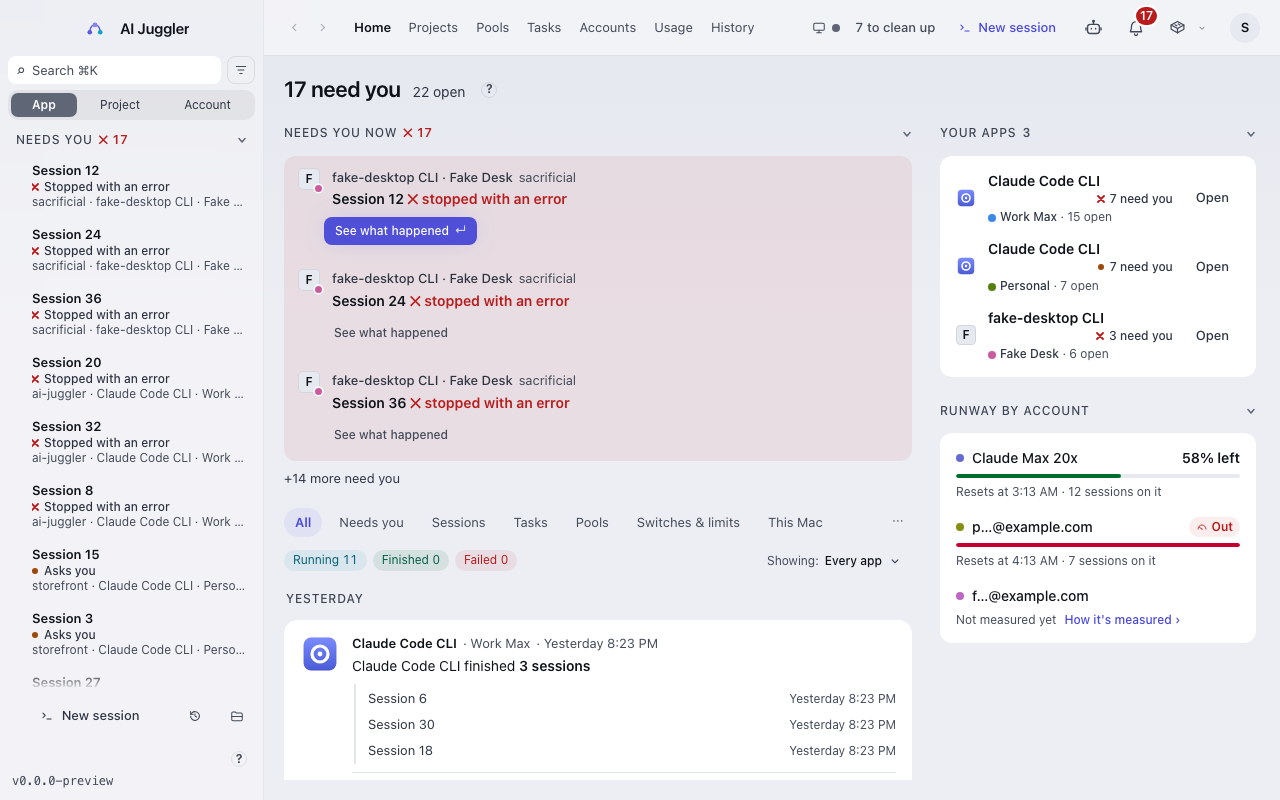 AI Juggler
Search ⌘K
App Project Account
NEEDS YOU ✕ 17
Session 12
Stopped with an error
sacrificial · fake-desktop CLI · Fake ...
Session 24
Stopped with an error
sacrificial · fake-desktop CLI · Fake ...
Session 36
Stopped with an error
sacrificial · fake-desktop CLI · Fake ...
Session 20
Stopped with an error
ai-juggler · Claude Code CLI · Work ...
Session 32
Stopped with an error
ai-juggler · Claude Code CLI · Work ...
Session 8
Stopped with an error
ai-juggler · Claude Code CLI · Work ...
Session 15
Asks you
storefront · Claude Code CLI · Perso...
Session 3
Asks you
storefront · Claude Code CLI · Perso...
Session 27
New session
?
v0.0.0-preview
Home Projects Pools Tasks Accounts Usage History
7 to clean up
New session
17
S
17 need you 22 open ?
NEEDS YOU NOW ✕ 17
F fake-desktop CLI · Fake Desk sacrificial
Session 12 ✕ stopped with an error
See what happened
F fake-desktop CLI · Fake Desk sacrificial
Session 24 ✕ stopped with an error
See what happened
F fake-desktop CLI · Fake Desk sacrificial
Session 36 ✕ stopped with an error
See what happened
+14 more need you
All Needs you Sessions Tasks Pools Switches & limits This Mac ...
Running 11 Finished 0 Failed 0
Showing: Every app
YESTERDAY
Claude Code CLI · Work Max · Yesterday 8:23 PM
Claude Code CLI finished 3 sessions
Session 6 Yesterday 8:23 PM
Session 30 Yesterday 8:23 PM
Session 18 Yesterday 8:23 PM
YOUR APPS 3
Claude Code CLI
7 need you
Open
Work Max · 15 open
Claude Code CLI
7 need you
Open
Personal · 7 open
F
fake-desktop CLI
3 need you
Open
Fake Desk · 6 open
RUNWAY BY ACCOUNT
Claude Max 20x 58% left
Resets at 3:13 AM · 12 sessions on it
p...@example.com Out
Resets at 4:13 AM · 7 sessions on it
f...@example.com
Not measured yet How it's measured ›